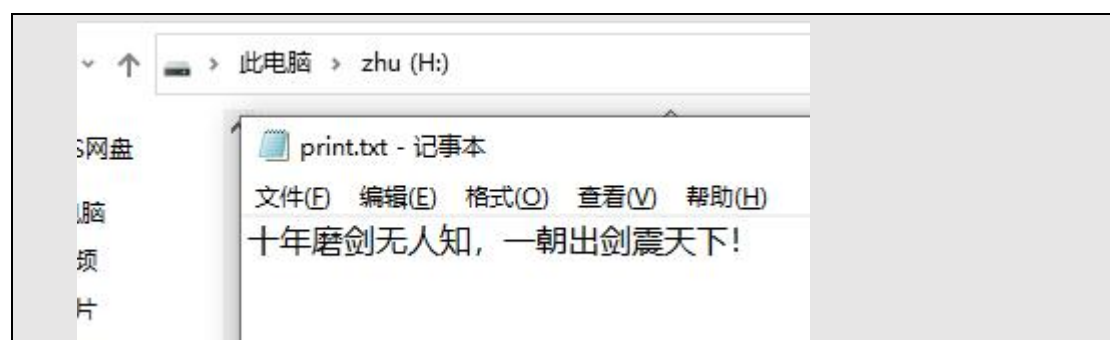 此电脑 › zhu (H:)
S网盘
print.txt - 记事本
文件(F) 编辑(E) 格式(O) 查看(V) 帮助(H)
脑
十年磨剑无人知，一朝出剑震天下！
频
片